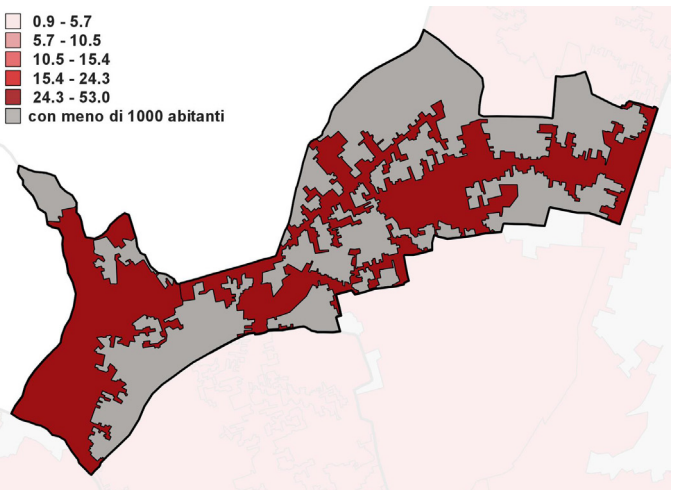 0.9 - 5.7
5.7 - 10.5
10.5 - 15.4
15.4 - 24.3
24.3 - 53.0
con meno di 1000 abitanti